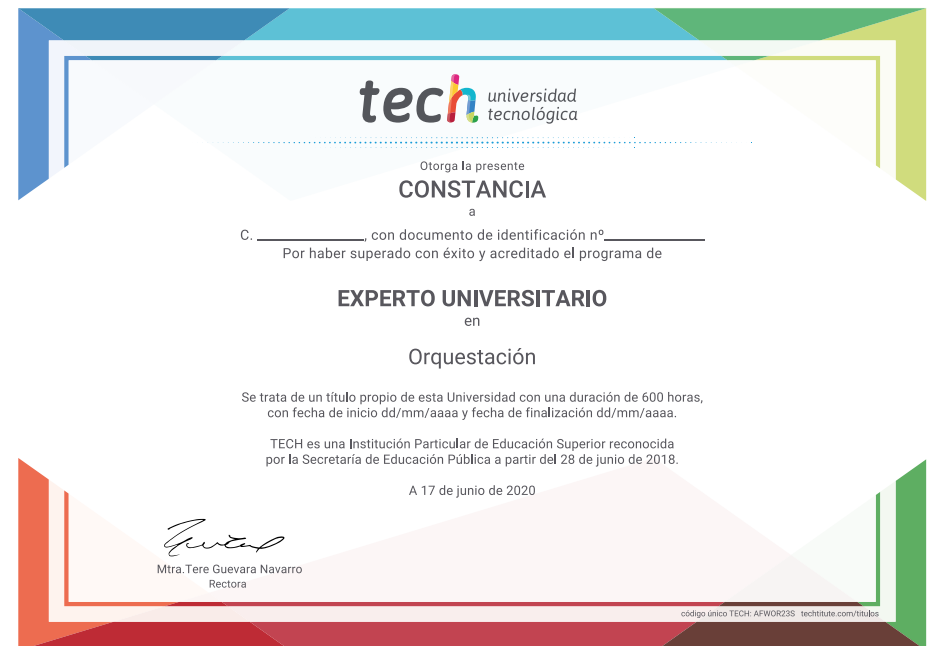 tech universidad
tecnológica
Otorga la presente
CONSTANCIA
a
C. ______________, con documento de identificación nº_____________
Por haber superado con éxito y acreditado el programa de
EXPERTO UNIVERSITARIO
en
Orquestación
Se trata de un título propio de esta Universidad con una duración de 600 horas,
con fecha de inicio dd/mm/aaaa y fecha de finalización dd/mm/aaaa.
TECH es una Institución Particular de Educación Superior reconocida
por la Secretaría de Educación Pública a partir del 28 de junio de 2018.
A 17 de junio de 2020
Mtra.Tere Guevara Navarro
Rectora
código único TECH: AFWOR23S techtitute.com/titulos